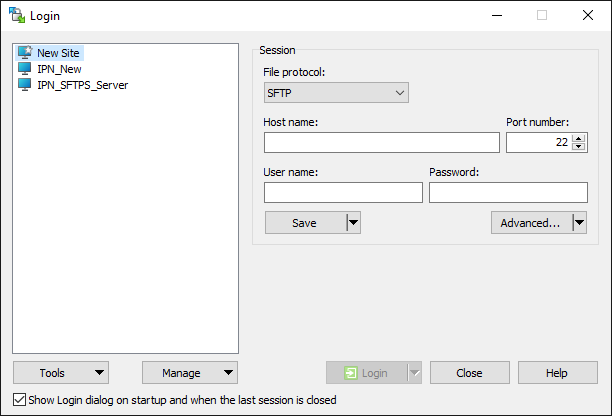 Login
New Site
IPN_New
IPN_SFTPS_Server
Session
File protocol:
SFTP
Host name:
Port number:
22
User name:
Password:
Save
Advanced...
Tools
Manage
Login
Close
Help
Show Login dialog on startup and when the last session is closed